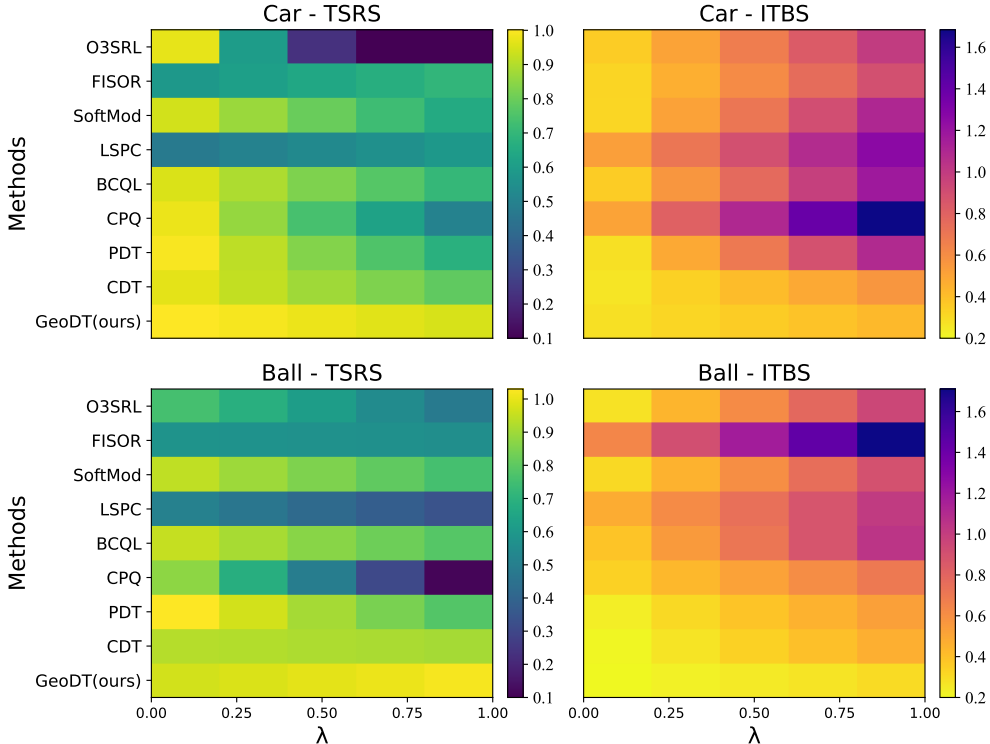 Car - TSRS
Car - ITBS
Methods
O3SRL
FISOR
SoftMod
LSPC
BCQL
CPQ
PDT
CDT
GeoDT(ours)
1.0
0.9
0.8
0.7
0.6
0.5
0.4
0.3
0.2
0.1
1.6
1.4
1.2
1.0
0.8
0.6
0.4
0.2
Ball - TSRS
Ball - ITBS
Methods
O3SRL
FISOR
SoftMod
LSPC
BCQL
CPQ
PDT
CDT
GeoDT(ours)
1.0
0.9
0.8
0.7
0.6
0.5
0.4
0.3
0.2
0.1
1.6
1.4
1.2
1.0
0.8
0.6
0.4
0.2
0.00 0.25 0.50 0.75 1.00
λ
0.00 0.25 0.50 0.75 1.00
λ